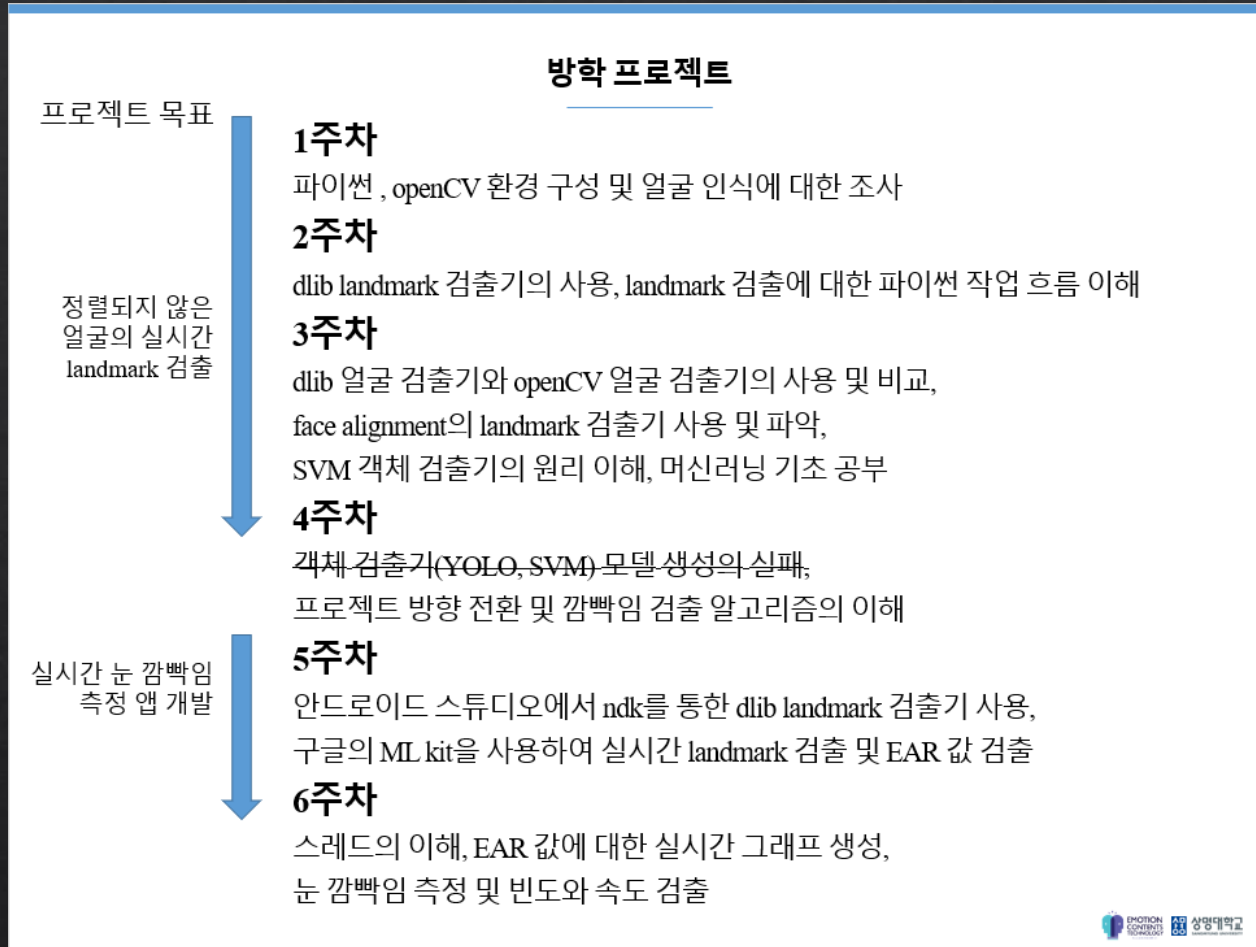 방학 프로젝트
프로젝트 목표
1주차
파이썬 , openCV 환경 구성 및 얼굴 인식에 대한 조사
2주차
dlib landmark 검출기의 사용, landmark 검출에 대한 파이썬 작업 흐름 이해
정렬되지 않은
얼굴의 실시간
landmark 검출
3주차
dlib 얼굴 검출기와 openCV 얼굴 검출기의 사용 및 비교,
face alignment의 landmark 검출기 사용 및 파악,
SVM 객체 검출기의 원리 이해, 머신러닝 기초 공부
4주차
객체 검출기(YOLO, SVM) 모델 생성의 실패,
프로젝트 방향 전환 및 깜빡임 검출 알고리즘의 이해
실시간 눈 깜빡임
측정 앱 개발
5주차
안드로이드 스튜디오에서 ndk를 통한 dlib landmark 검출기 사용,
구글의 ML kit을 사용하여 실시간 landmark 검출 및 EAR 값 검출
6주차
스레드의 이해, EAR 값에 대한 실시간 그래프 생성,
눈 깜빡임 측정 및 빈도와 속도 검출
EMOTION
CONTENTS
TECHNOLOGY
상명대학교